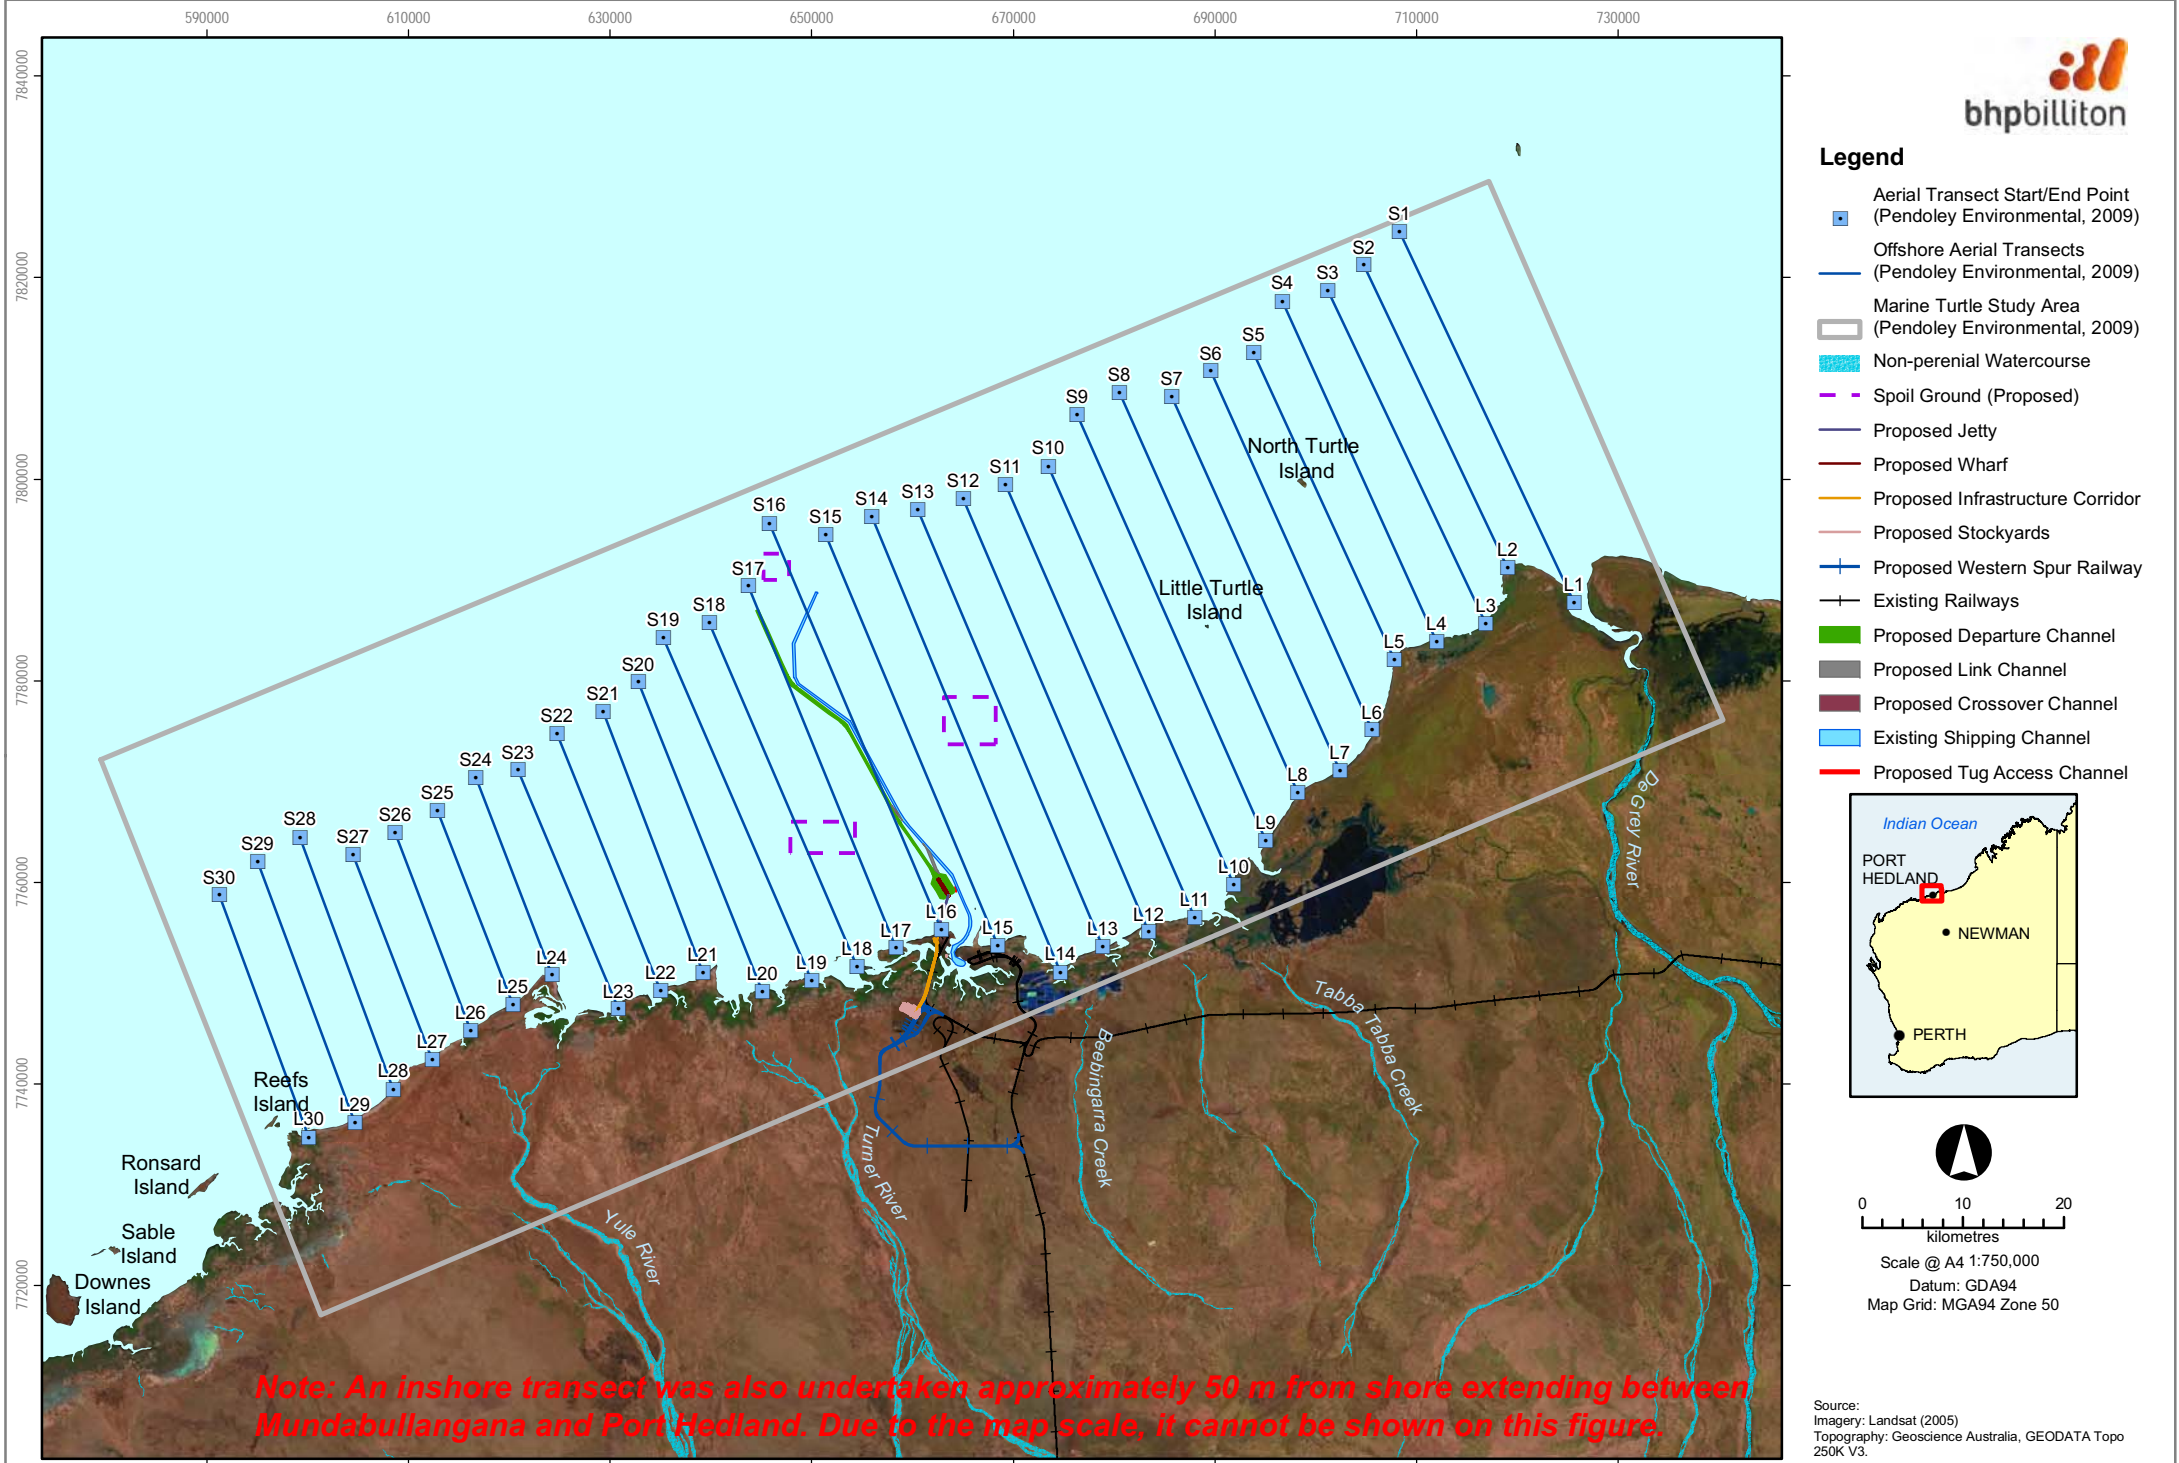 590000 610000 630000 650000 670000 690000 710000 730000
7840000
7820000
7800000
7780000
7760000
7740000
7720000
S1
S2
S3
S4
S5
S6
S7
S8
S9
S10
S11
S12
S13
S14
S15
S16
S17
S18
S19
S20
S21
S22
S23
S24
S25
S26
S27
S28
S29
S30
L1
L2
L3
L4
L5
L6
L7
L8
L9
L10
L11
L12
L13
L14
L15
L16
L17
L18
L19
L20
L21
L22
L23
L24
L25
L26
L27
L28
L29
L30
North Turtle
Island
Little Turtle
Island
Reefs
Island
Ronsard
Island
Sable
Island
Downes
Island
De Grey River
Tabba Tabba Creek
Beebingarra Creek
Turner River
Yule River
Note: An inshore transect was also undertaken approximately 50 m from shore extending between
Mundabullangana and Port Hedland. Due to the map scale, it cannot be shown on this figure.
bhpbilliton
Legend
Aerial Transect Start/End Point
(Pendoley Environmental, 2009)
Offshore Aerial Transects
(Pendoley Environmental, 2009)
Marine Turtle Study Area
(Pendoley Environmental, 2009)
Non-perenial Watercourse
Spoil Ground (Proposed)
Proposed Jetty
Proposed Wharf
Proposed Infrastructure Corridor
Proposed Stockyards
Proposed Western Spur Railway
Existing Railways
Proposed Departure Channel
Proposed Link Channel
Proposed Crossover Channel
Existing Shipping Channel
Proposed Tug Access Channel
Indian Ocean
PORT
HEDLAND
NEWMAN
PERTH
0 10 20
kilometres
Scale @ A4 1:750,000
Datum: GDA94
Map Grid: MGA94 Zone 50
Source:
Imagery: Landsat (2005)
Topography: Geoscience Australia, GEODATA Topo
250K V3.